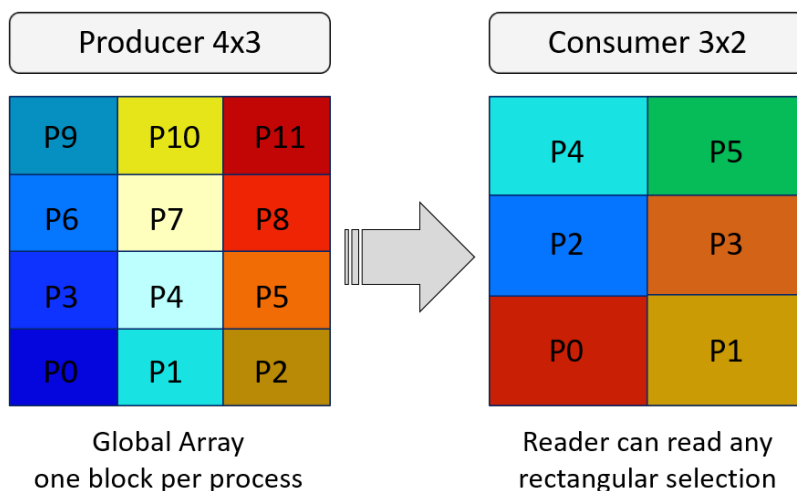 Producer 4x3
Consumer 3x2
P9 P10 P11
P6 P7 P8
P3 P4 P5
P0 P1 P2
P4 P5
P2 P3
P0 P1
Global Array
one block per process
Reader can read any
rectangular selection